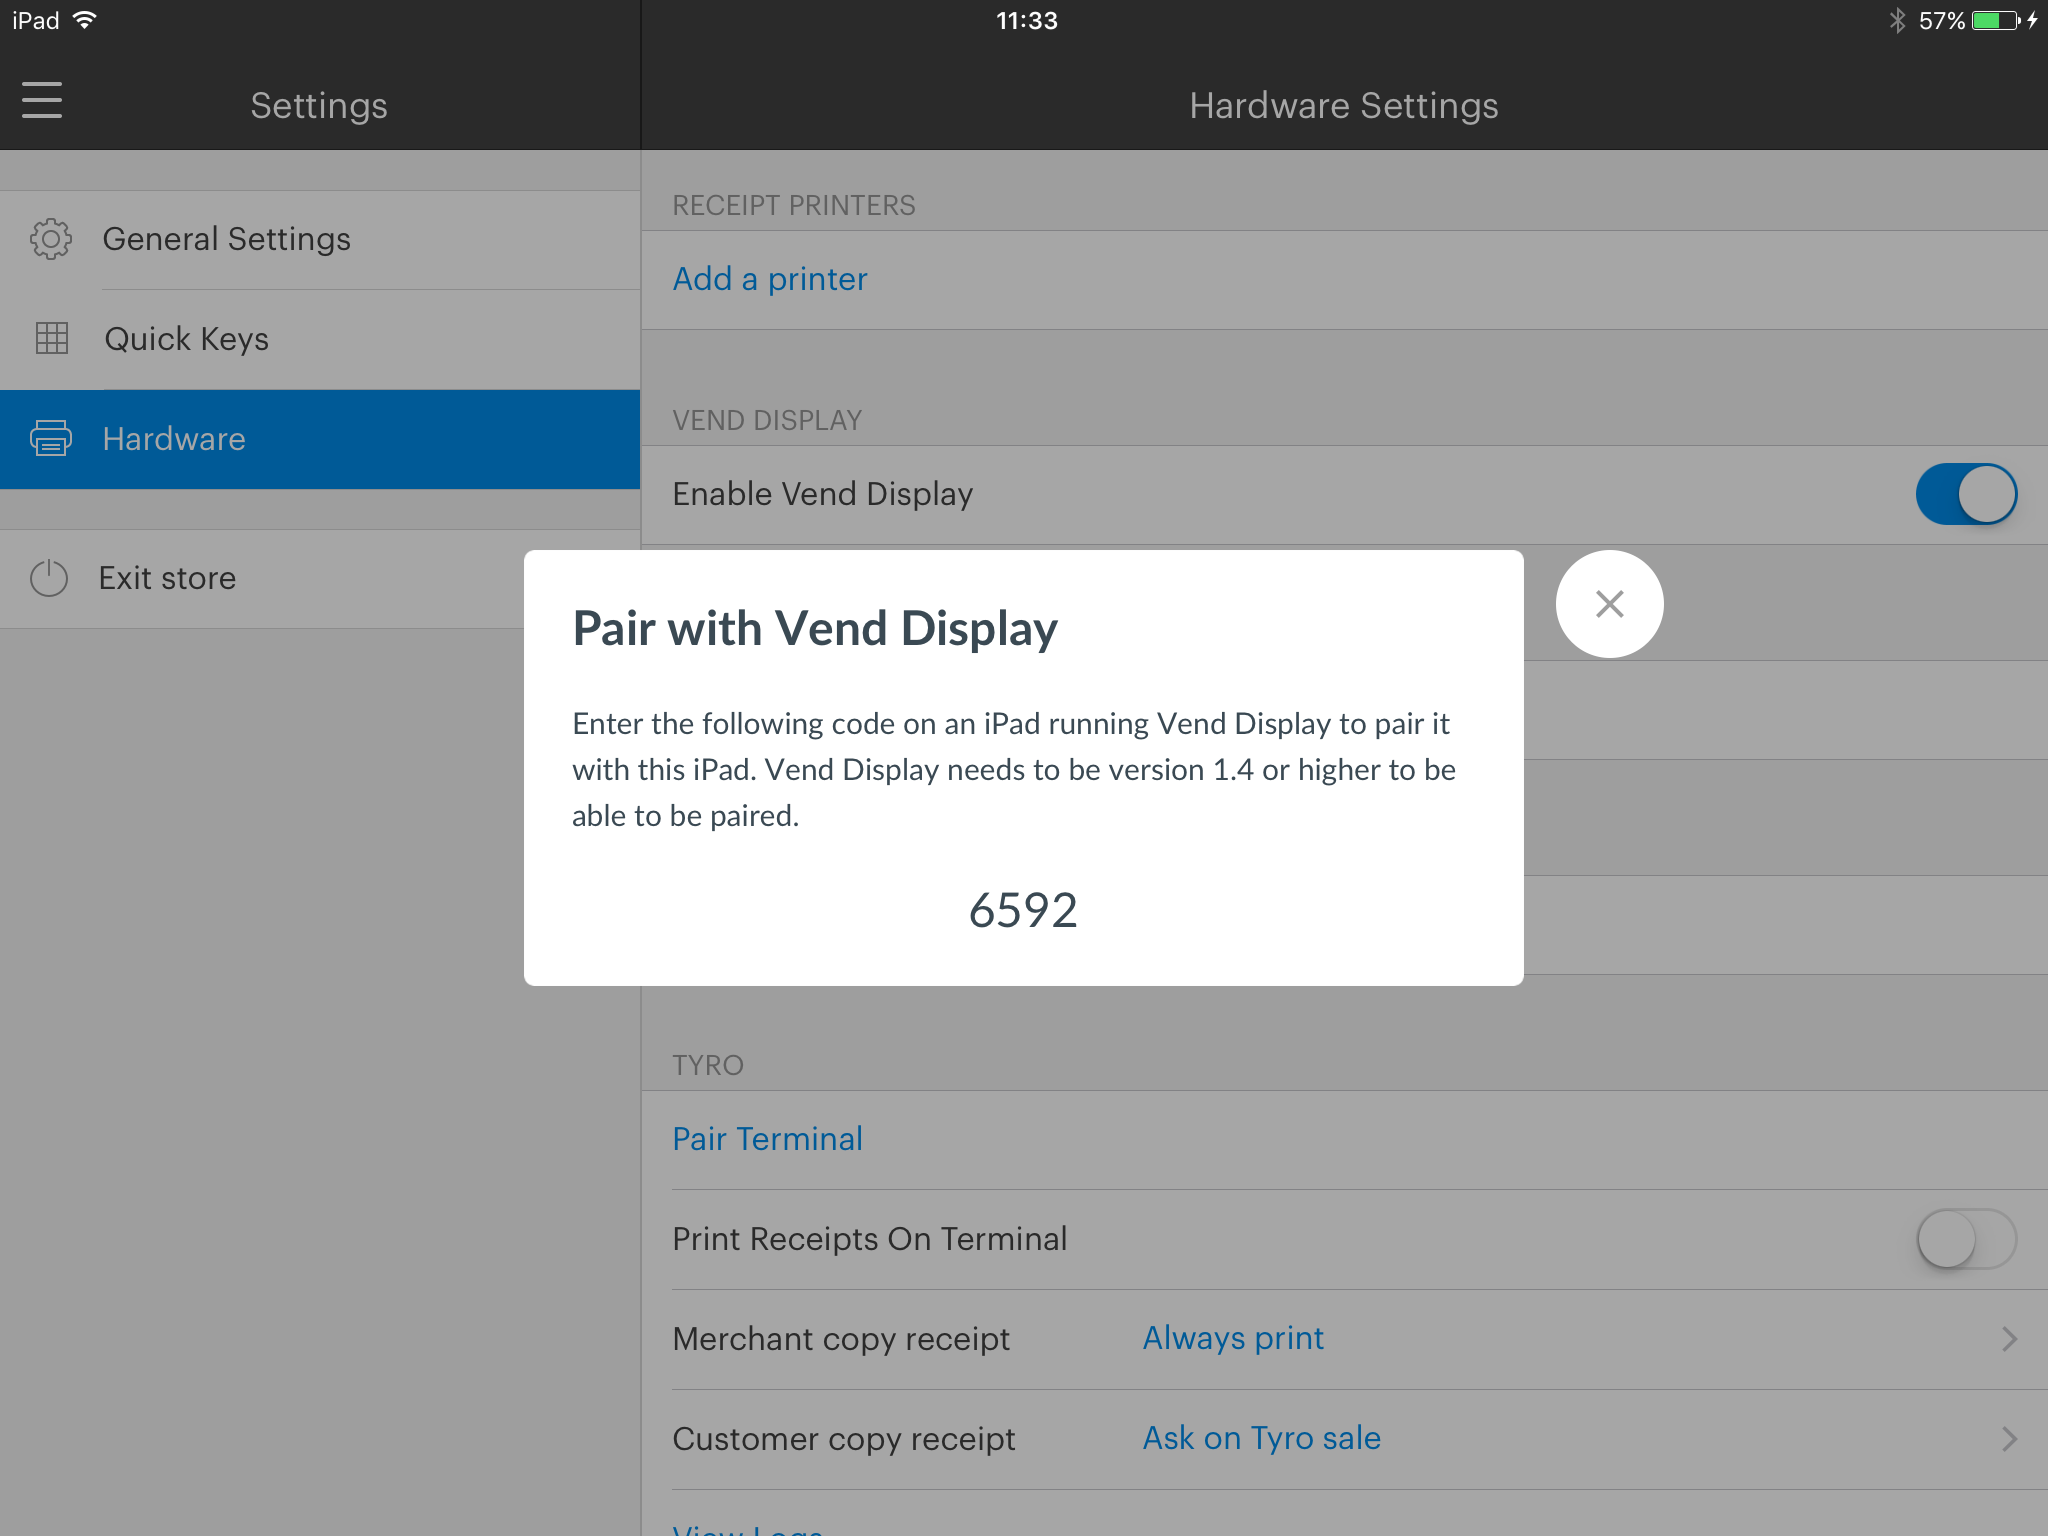 iPad 11:33 57%
Settings
Hardware Settings
General Settings
Quick Keys
Hardware
Exit store
RECEIPT PRINTERS
Add a printer
VEND DISPLAY
Enable Vend Display
Pair with Vend Display
Enter the following code on an iPad running Vend Display to pair it
with this iPad. Vend Display needs to be version 1.4 or higher to be
able to be paired.
6592
TYRO
Pair Terminal
Print Receipts On Terminal
Merchant copy receipt Always print
Customer copy receipt Ask on Tyro sale
View Logs